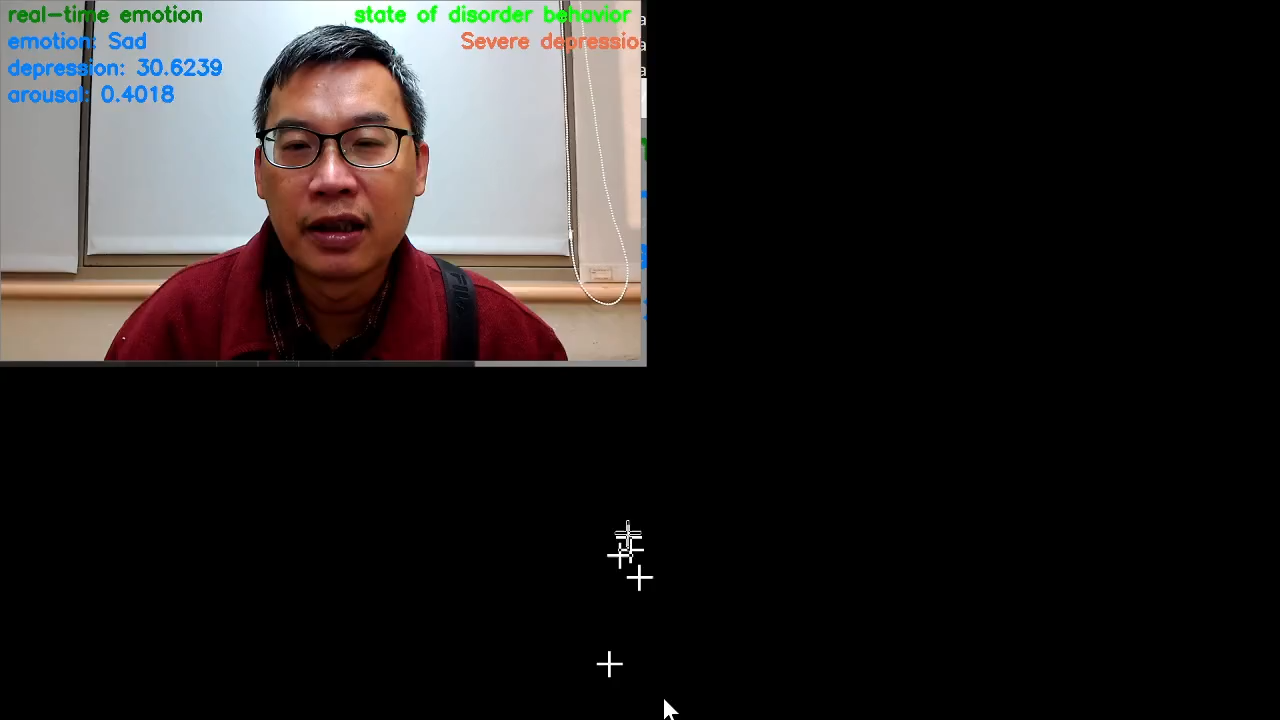 real-time emotion
state of disorder behavior
emotion: Sad
Severe depressio
depression: 30.6239
arousal: 0.4018